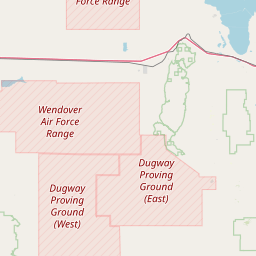 Force Range
Wendover
Air Force
Range
Dugway
Proving
Ground
(East)
Dugway
Proving
Ground
(West)